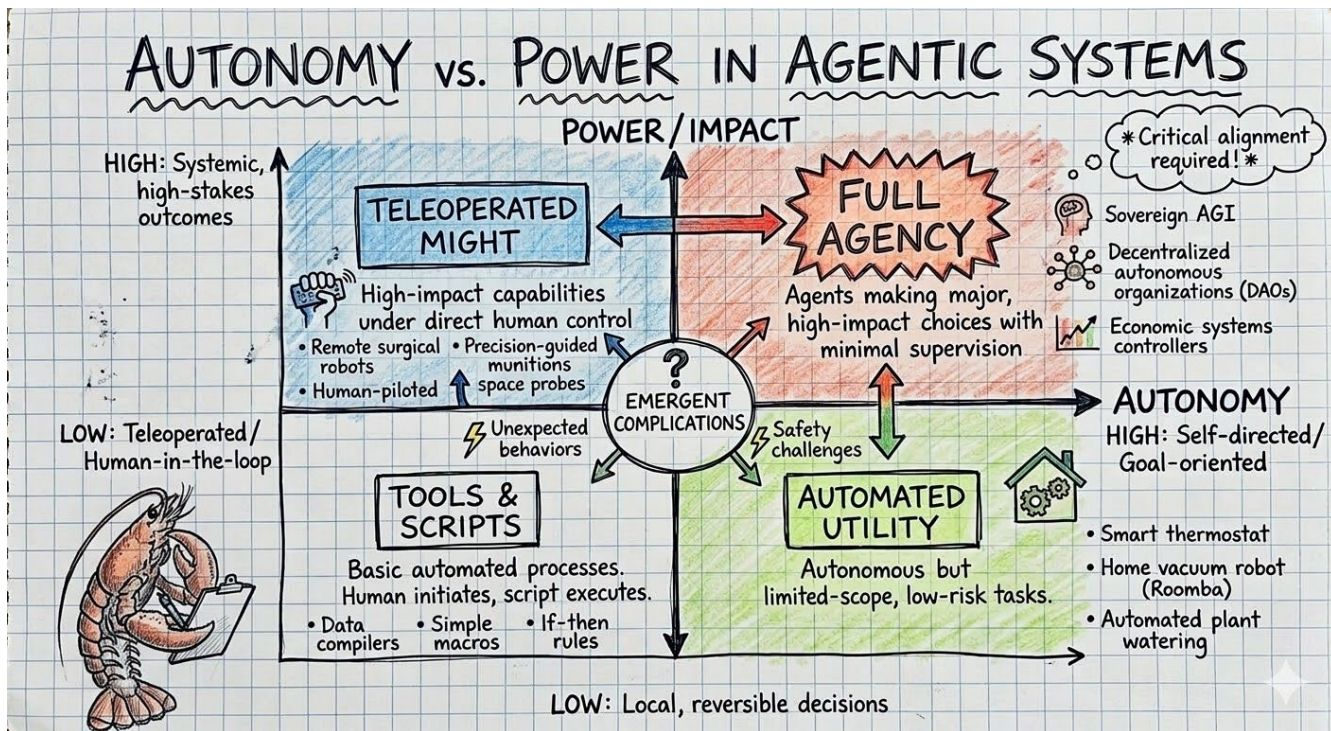 AUTONOMY vs. POWER IN AGENTIC SYSTEMS
POWER/IMPACT
HIGH: Systemic,
high-stakes
outcomes
TELEOPERATED
MIGHT
High-impact capabilities
under direct human control
• Remote surgical
robots
• Human-piloted
• Precision-guided
munitions
space probes
FULL
AGENCY
Agents making major,
high-impact choices with
minimal supervision
*Critical alignment
required!*
Sovereign AGI
Decentralized
autonomous
organizations (DAOs)
Economic systems
controllers
?
EMERGENT
COMPLICATIONS
AUTONOMY
HIGH: Self-directed/
Goal-oriented
LOW: Teleoperated/
Human-in-the-loop
Unexpected
behaviors
Safety
challenges
TOOLS &
SCRIPTS
Basic automated processes.
Human initiates, script executes.
• Data
compilers
• Simple
macros
• If-then
rules
AUTOMATED
UTILITY
Autonomous but
limited-scope, low-risk tasks.
• Smart thermostat
• Home vacuum robot
(Roomba)
• Automated plant
watering
LOW: Local, reversible decisions